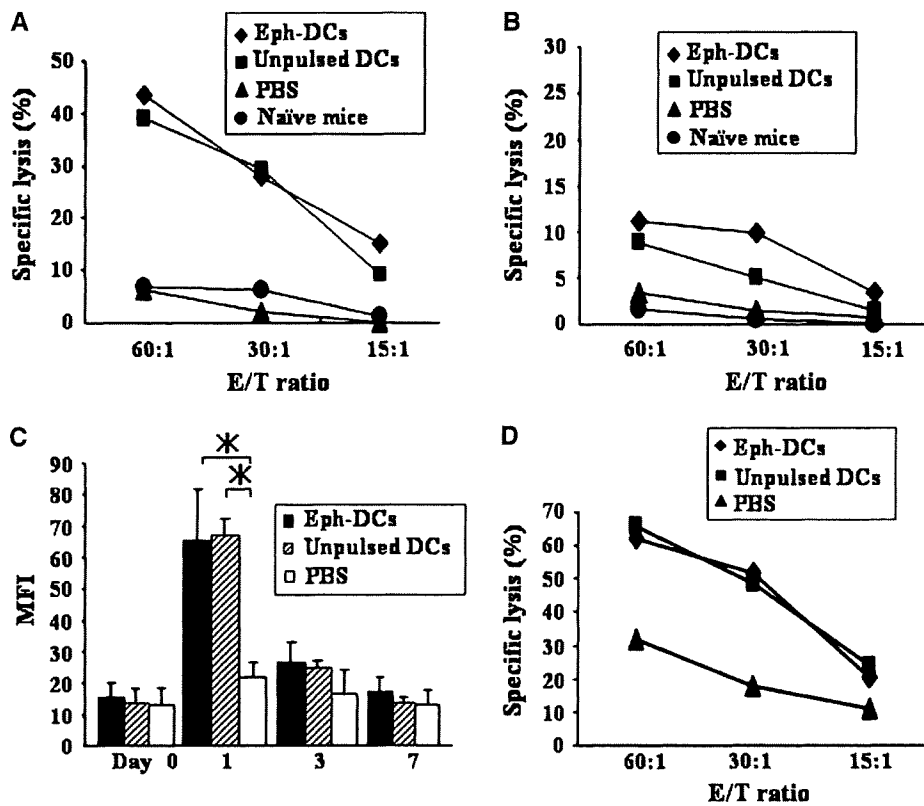 A
Eph-DCs
Unpulsed DCs
PBS
Naïve mice
Specific lysis (%)
50
40
30
20
10
0
60:1 30:1 15:1
E/T ratio
B
Eph-DCs
Unpulsed DCs
PBS
Naïve mice
Specific lysis (%)
30
25
20
15
10
5
0
60:1 30:1 15:1
E/T ratio
C
*
*
Eph-DCs
Unpulsed DCs
PBS
MFI
90
80
70
60
50
40
30
20
10
0
Day 0 1 3 7
D
Eph-DCs
Unpulsed DCs
PBS
Specific lysis (%)
70
60
50
40
30
20
10
0
60:1 30:1 15:1
E/T ratio